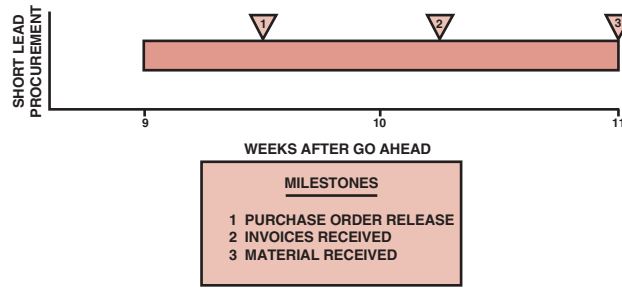 SHORT LEAD
PROCUREMENT
1
2
3
9
10
11
WEEKS AFTER GO AHEAD
MILESTONES
1 PURCHASE ORDER RELEASE
2 INVOICES RECEIVED
3 MATERIAL RECEIVED